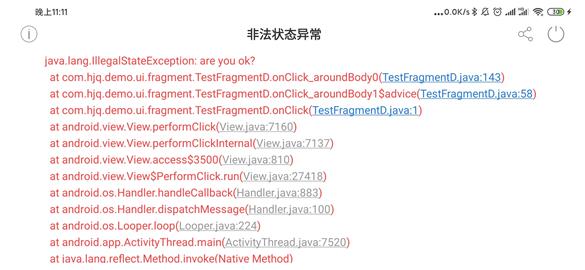 晚上11:11
...0.0K/s
非法状态异常
java.lang.IllegalStateException: are you ok?
at com.hjq.demo.ui.fragment.TestFragmentD.onClick_aroundBody0(TestFragmentD.java:143)
at com.hjq.demo.ui.fragment.TestFragmentD.onClick_aroundBody1$advice(TestFragmentD.java:58)
at com.hjq.demo.ui.fragment.TestFragmentD.onClick(TestFragmentD.java:1)
at android.view.View.performClick(View.java:7160)
at android.view.View.performClickInternal(View.java:7137)
at android.view.View.access$3500(View.java:810)
at android.view.View$PerformClick.run(View.java:27418)
at android.os.Handler.handleCallback(Handler.java:883)
at android.os.Handler.dispatchMessage(Handler.java:100)
at android.os.Looper.loop(Looper.java:224)
at android.app.ActivityThread.main(ActivityThread.java:7520)
at java.lang.reflect.Method.invoke(Native Method)